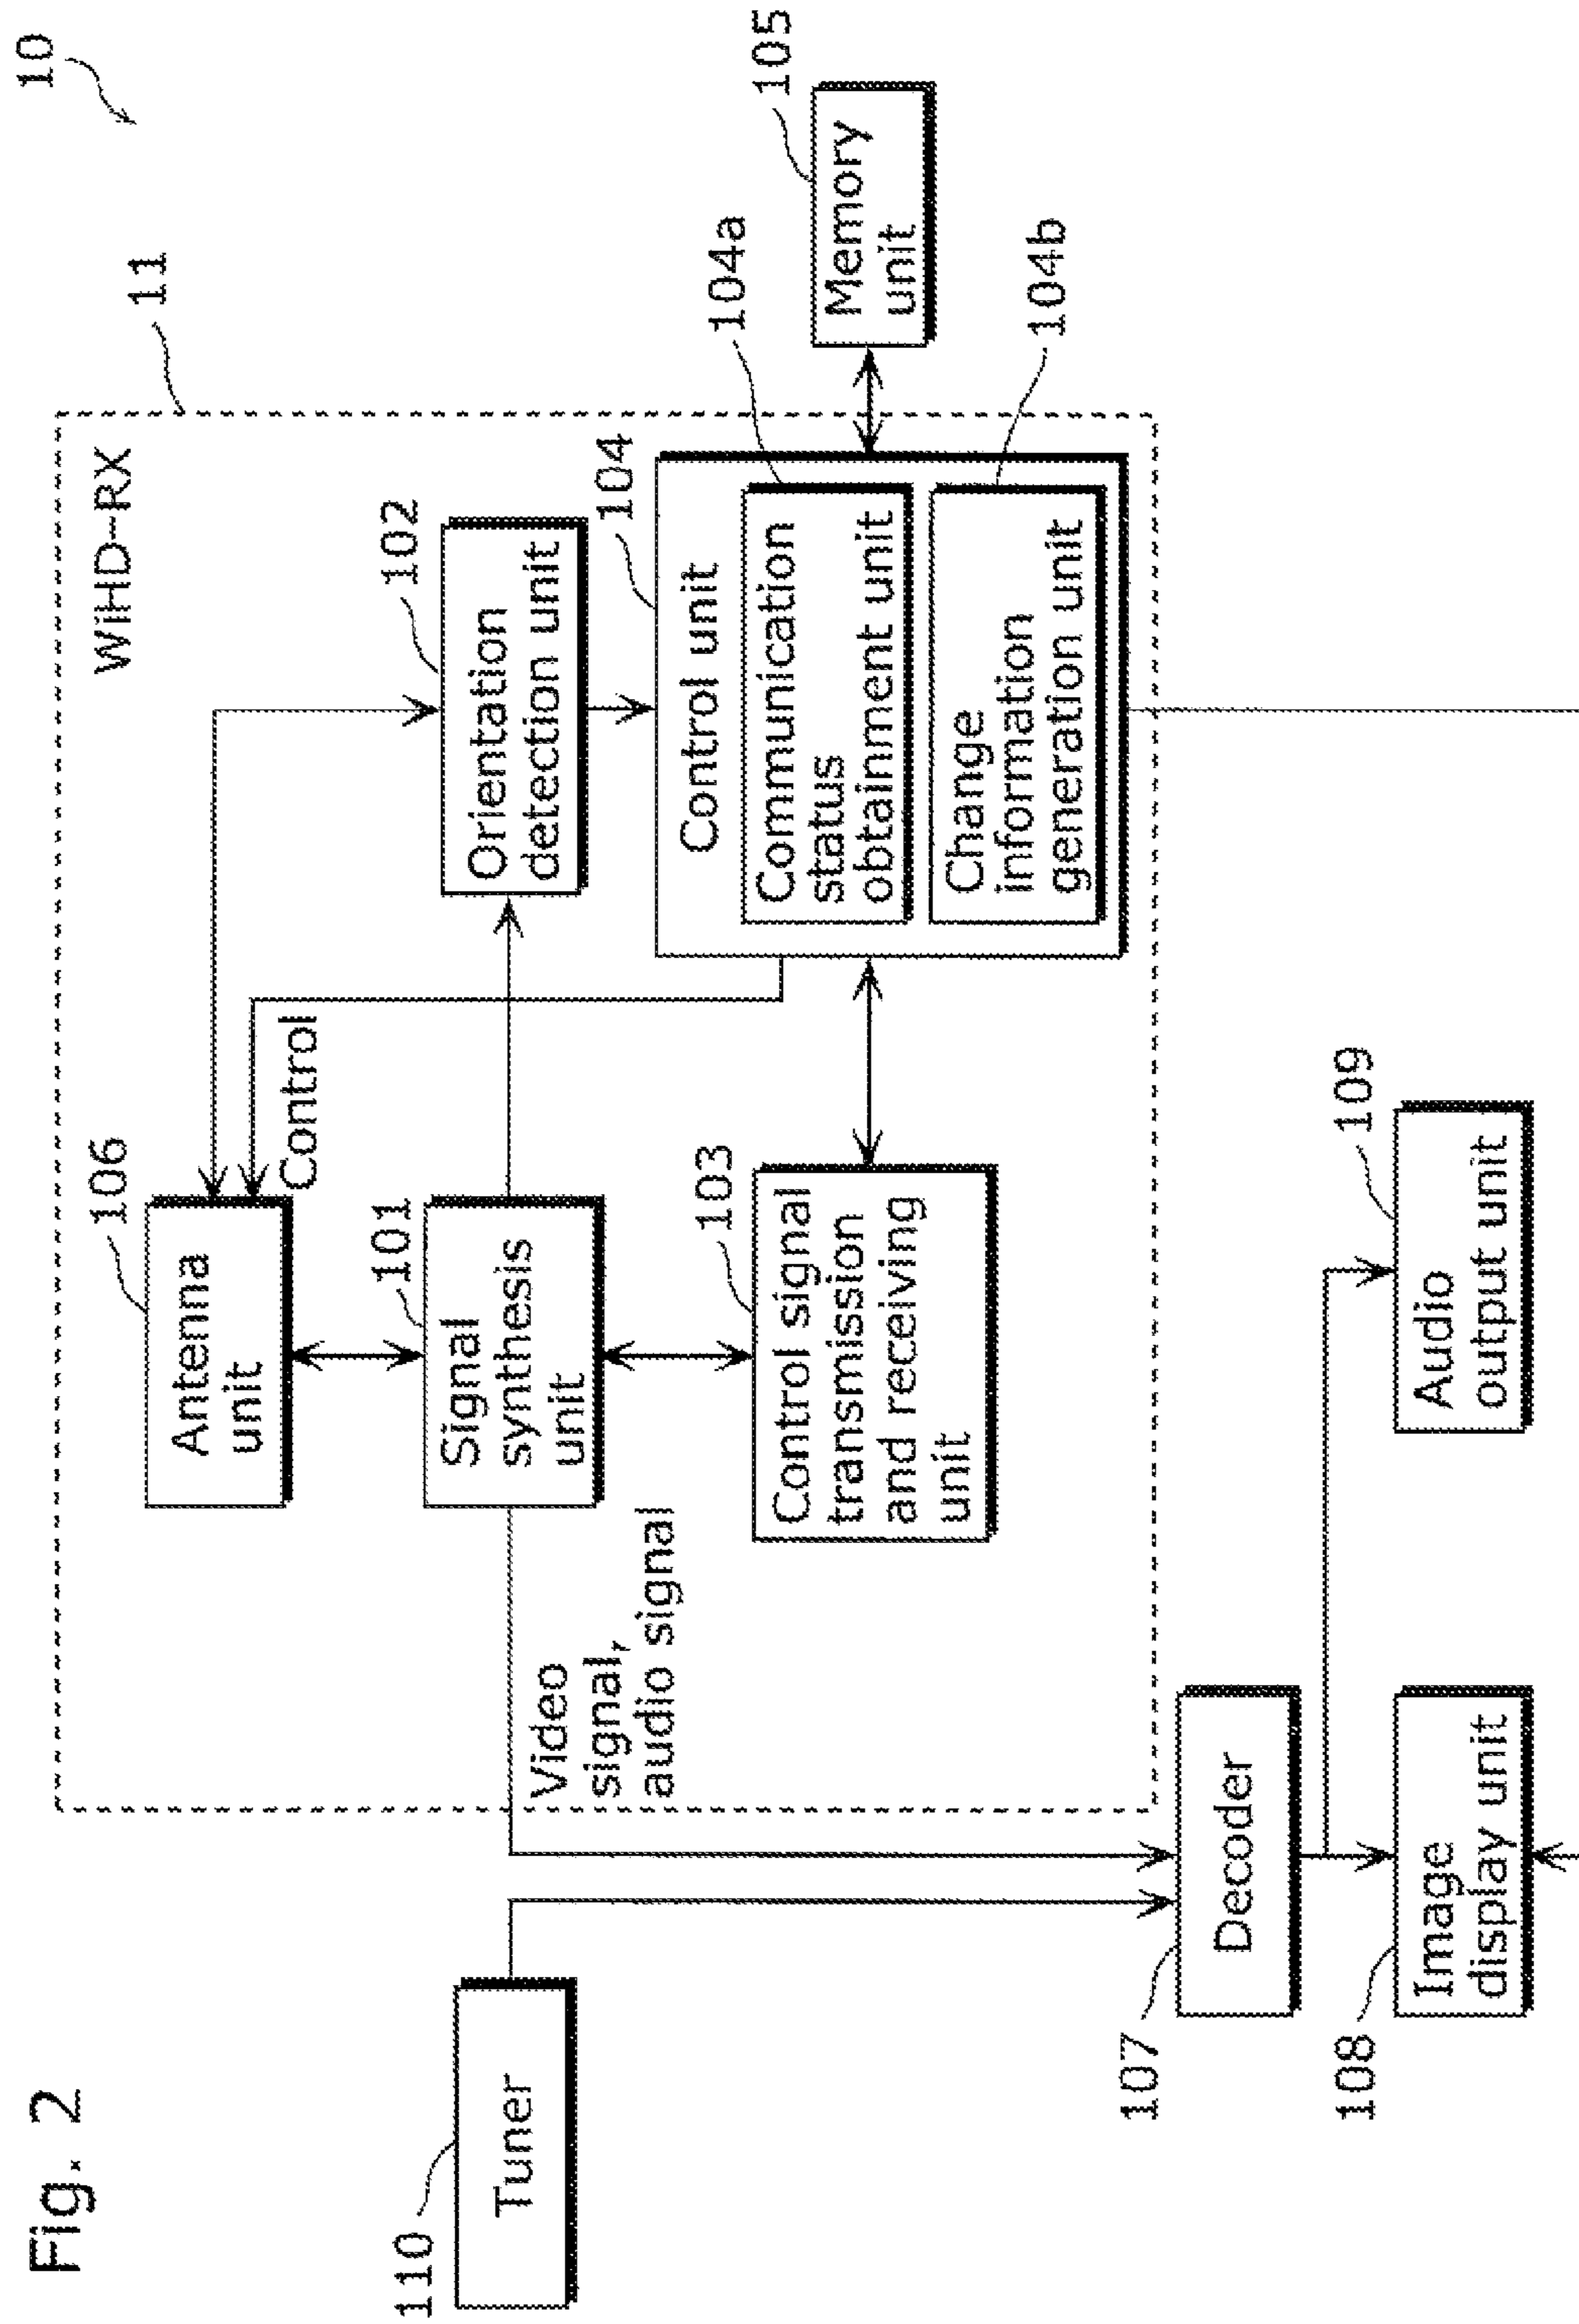 Fig. 2
10
11
WiHD-RX
106
Antenna
unit
Control
102
Orientation
detection unit
101
Signal
synthesis
unit
110
Tuner
Video
signal,
audio signal
103
Control signal
transmission
and receiving
unit
104
Control unit
104a
Communication
status
obtainment unit
104b
Change
information
generation unit
105
Memory
unit
107
Decoder
108
Image
display unit
109
Audio
output unit